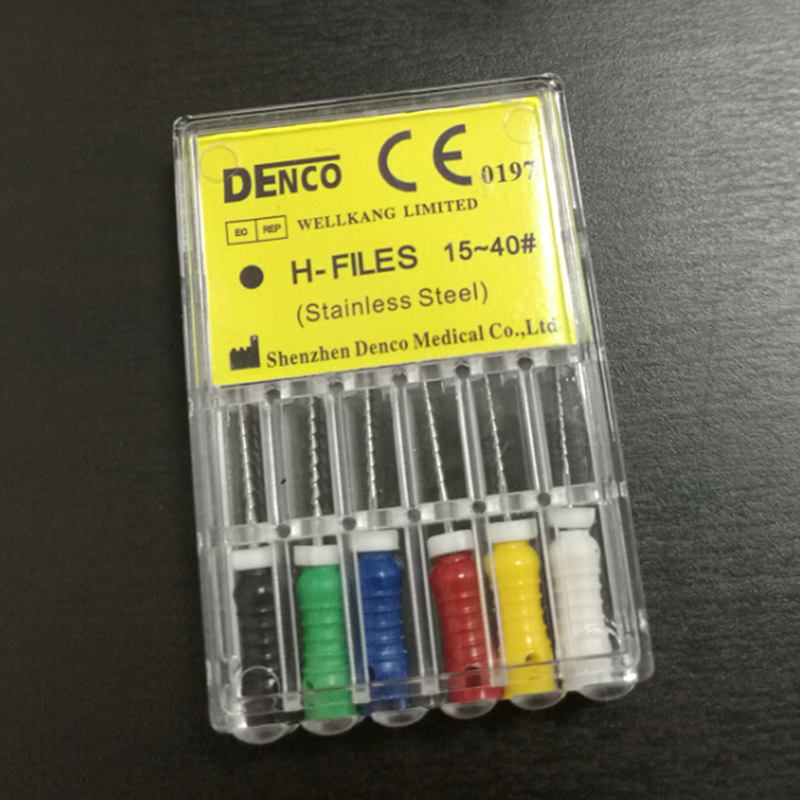 DENCO CE 0197
EC REP WELLKANG LIMITED
H-FILES 15~40#
(Stainless Steel)
Shenzhen Denco Medical Co.,Ltd